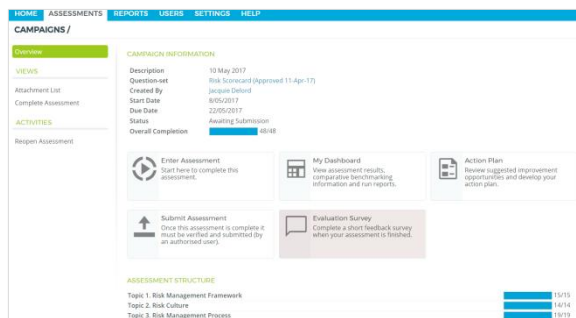 HOME ASSESSMENTS REPORTS USERS SETTINGS HELP
CAMPAIGNS /
Overview
VIEWS
Attachment List
Complete Assessment
ACTIVITIES
Reopen Assessment
CAMPAIGN INFORMATION
Description 10 May 2017
Question-set Risk Scorecard (Approved 11-Apr-17)
Created By Jacquie Delord
Start Date 8/05/2017
Due Date 22/05/2017
Status Awaiting Submission
Overall Completion 48/48
Enter Assessment
Start here to complete this
assessment.
My Dashboard
View assessment results,
comparative benchmarking
information and run reports.
Action Plan
Review suggested improvement
opportunities and develop your
action plan.
Submit Assessment
Once this assessment is complete it
must be verified and submitted (by
an authorised user).
Evaluation Survey
Complete a short feedback survey
when your assessment is finished.
ASSESSMENT STRUCTURE
Topic 1. Risk Management Framework 15/15
Topic 2. Risk Culture 14/14
Topic 3. Risk Management Process 19/19